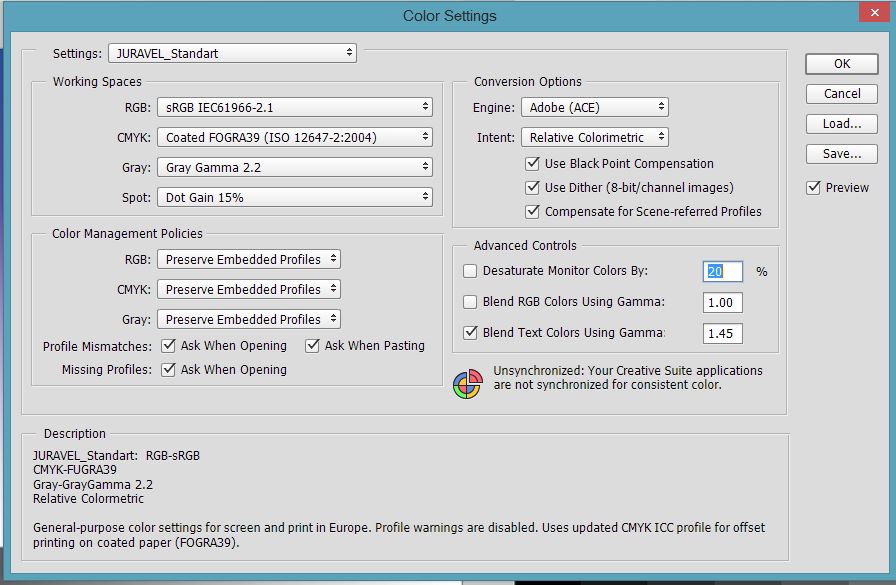 Color Settings
Settings: JURAVEL_Standart
Working Spaces
RGB: sRGB IEC61966-2.1
CMYK: Coated FOGRA39 (ISO 12647-2:2004)
Gray: Gray Gamma 2.2
Spot: Dot Gain 15%
Color Management Policies
RGB: Preserve Embedded Profiles
CMYK: Preserve Embedded Profiles
Gray: Preserve Embedded Profiles
Profile Mismatches: Ask When Opening Ask When Pasting
Missing Profiles: Ask When Opening
Conversion Options
Engine: Adobe (ACE)
Intent: Relative Colorimetric
Use Black Point Compensation
Use Dither (8-bit/channel images)
Compensate for Scene-referred Profiles
Advanced Controls
Desaturate Monitor Colors By: 20 %
Blend RGB Colors Using Gamma: 1.00
Blend Text Colors Using Gamma: 1.45
Unsynchronized: Your Creative Suite applications
are not synchronized for consistent color.
OK
Cancel
Load...
Save...
Preview
Description
JURAVEL_Standart: RGB-sRGB
CMYK-FUGRA39
Gray-GrayGamma 2.2
Relative Colormetric
General-purpose color settings for screen and print in Europe. Profile warnings are disabled. Uses updated CMYK ICC profile for offset
printing on coated paper (FOGRA39).